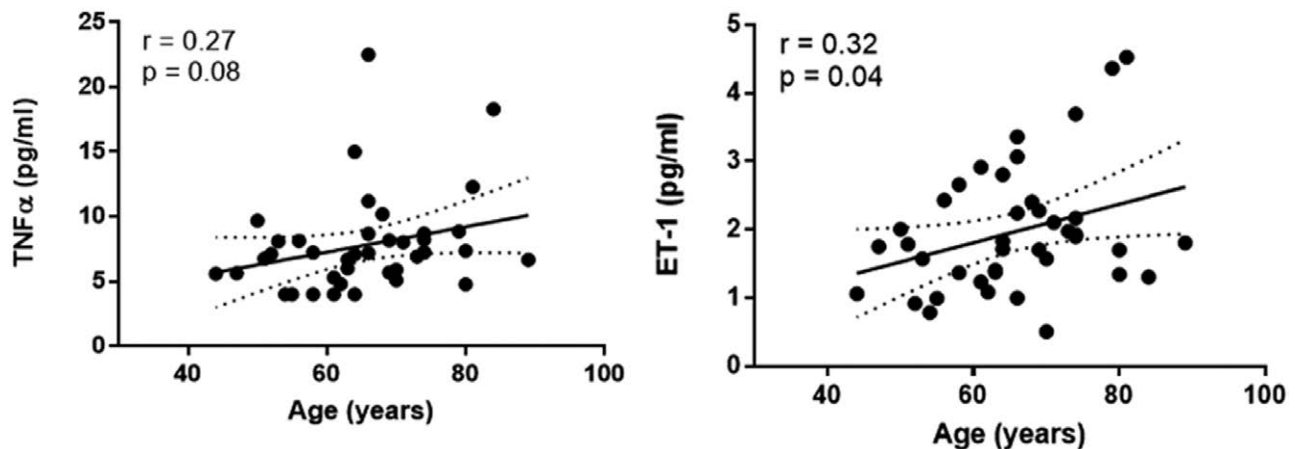 r = 0.27
p = 0.08
TNFα (pg/ml)
25
20
15
10
5
0
40 60 80 100
Age (years)
r = 0.32
p = 0.04
ET-1 (pg/ml)
5
4
3
2
1
0
40 60 80 100
Age (years)